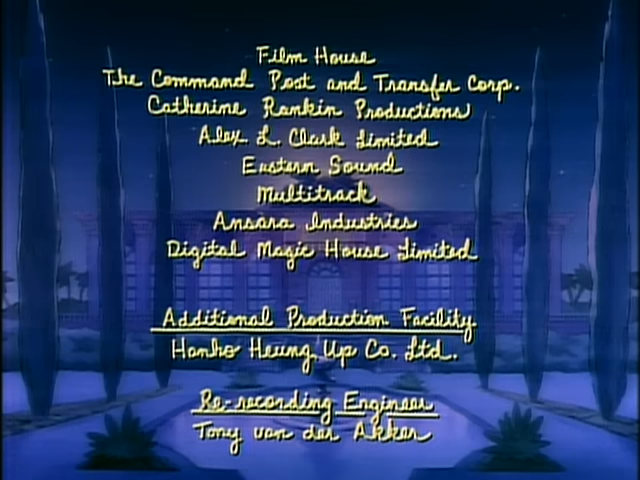 Film House
The Command Post and Transfer Corp.
Catherine Rankin Productions
Alex L. Clark Limited
Eastern Sound
Multitrack
Ansara Industries
Digital Magic House Limited
Additional Production Facility
Hanho Heung Up Co. Ltd.
Re-recording Engineer
Tony van der Akker